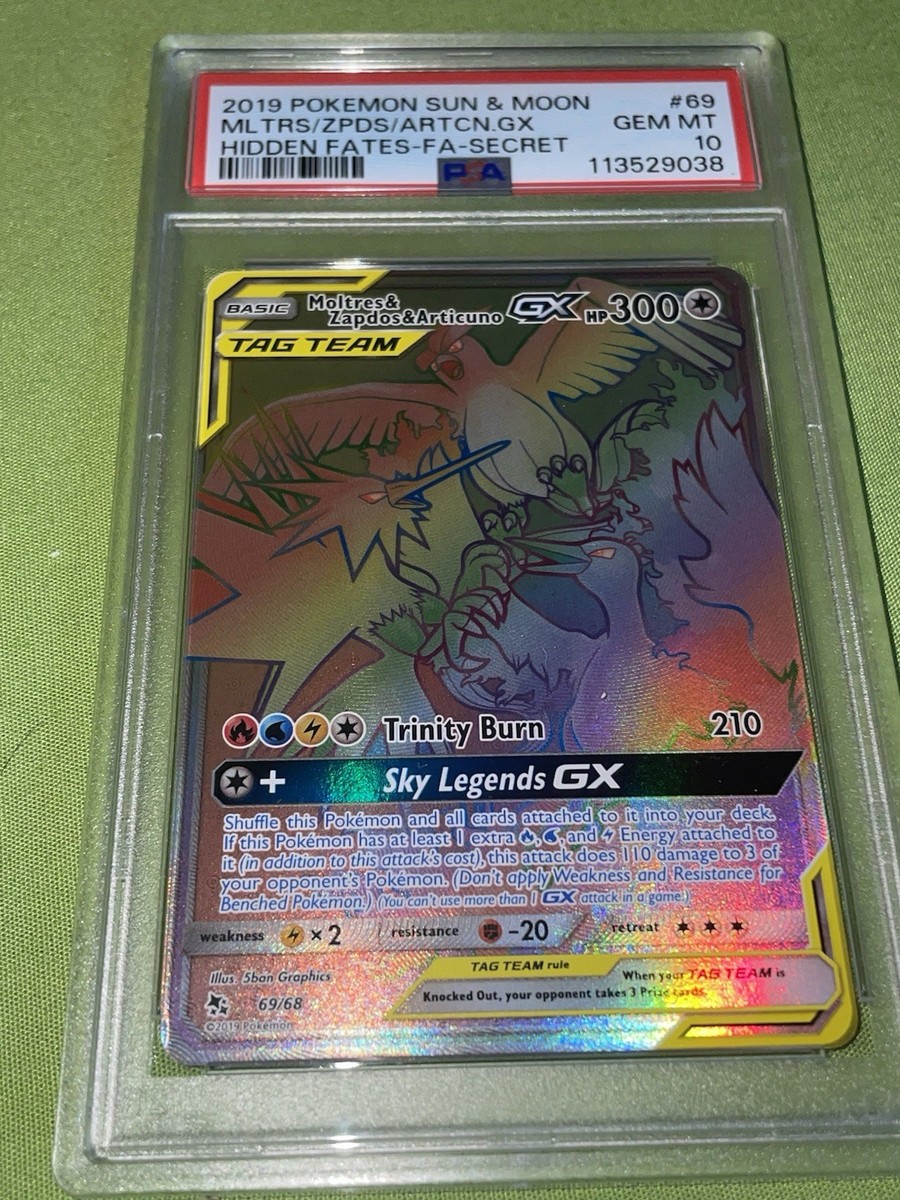 2019 POKEMON SUN & MOON #69
MLTRS/ZPDS/ARTCN.GX GEM MT
HIDDEN FATES-FA-SECRET 10
PSA 113529038
BASIC Moltres&
Zapdos&Articuno GX HP300
TAG TEAM
Trinity Burn 210
+ Sky Legends GX
Shuffle this Pokémon and all cards attached to it into your deck.
If this Pokémon has at least 1 extra , , and Energy attached to
it (in addition to this attack's cost), this attack does 110 damage to 3 of
your opponent's Pokémon. (Don't apply Weakness and Resistance for
Benched Pokémon.) (You can't use more than 1 GX attack in a game.)
weakness ×2 resistance -20 retreat
TAG TEAM rule
When your TAG TEAM is
Knocked Out, your opponent takes 3 Prize cards.
Illus. 5ban Graphics
69/68
©2019 Pokémon